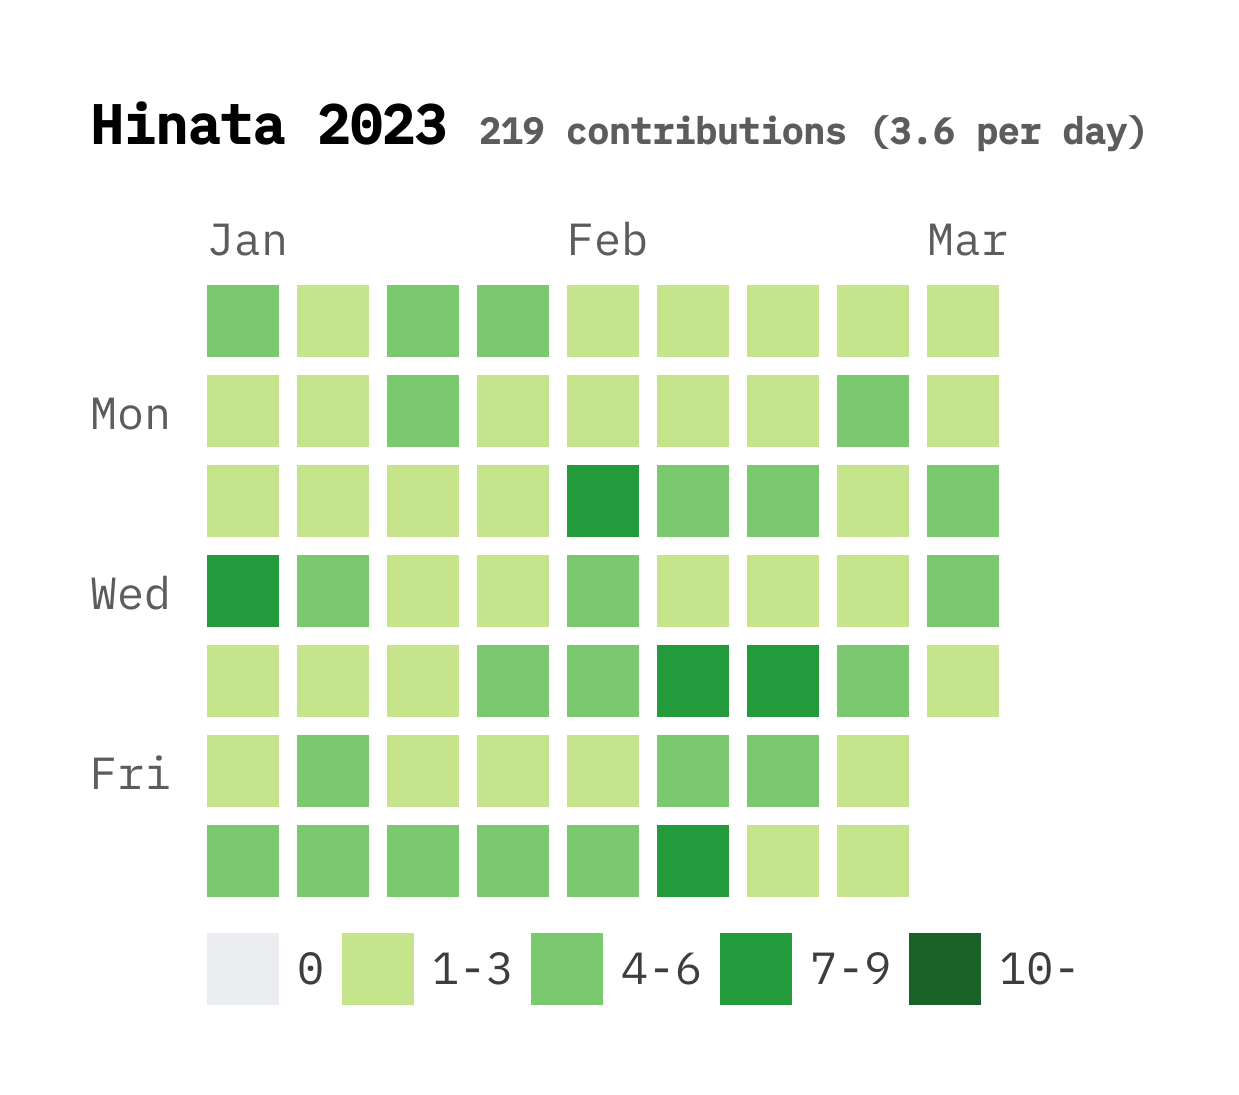 Hinata 2023 219 contributions (3.6 per day)
Jan Feb Mar
Mon
Wed
Fri
0 1-3 4-6 7-9 10-